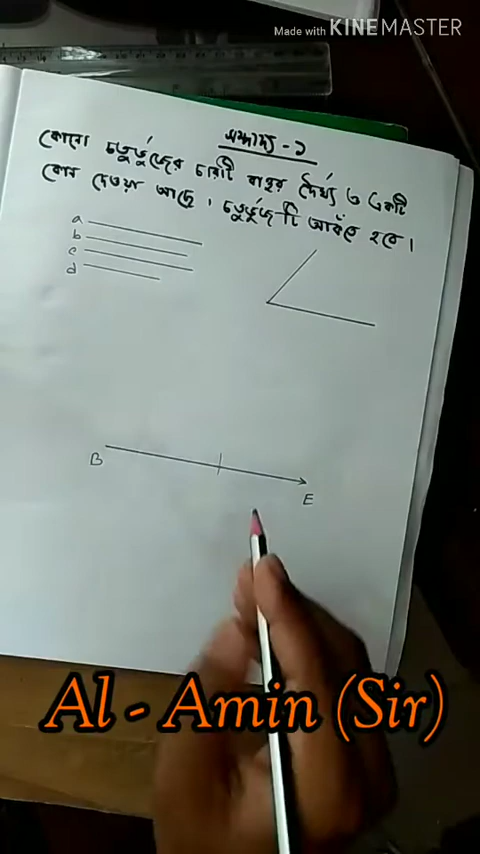 Made with KINEMASTER
সম্পাদ্য - ১
কোনো চতুর্ভুজের চারটি বাহুর দৈর্ঘ্য ও একটি
কোন দেওয়া আছে। চতুর্ভুজটি আঁকতে হবে।
a
b
c
d
B
E
Al - Amin (Sir)